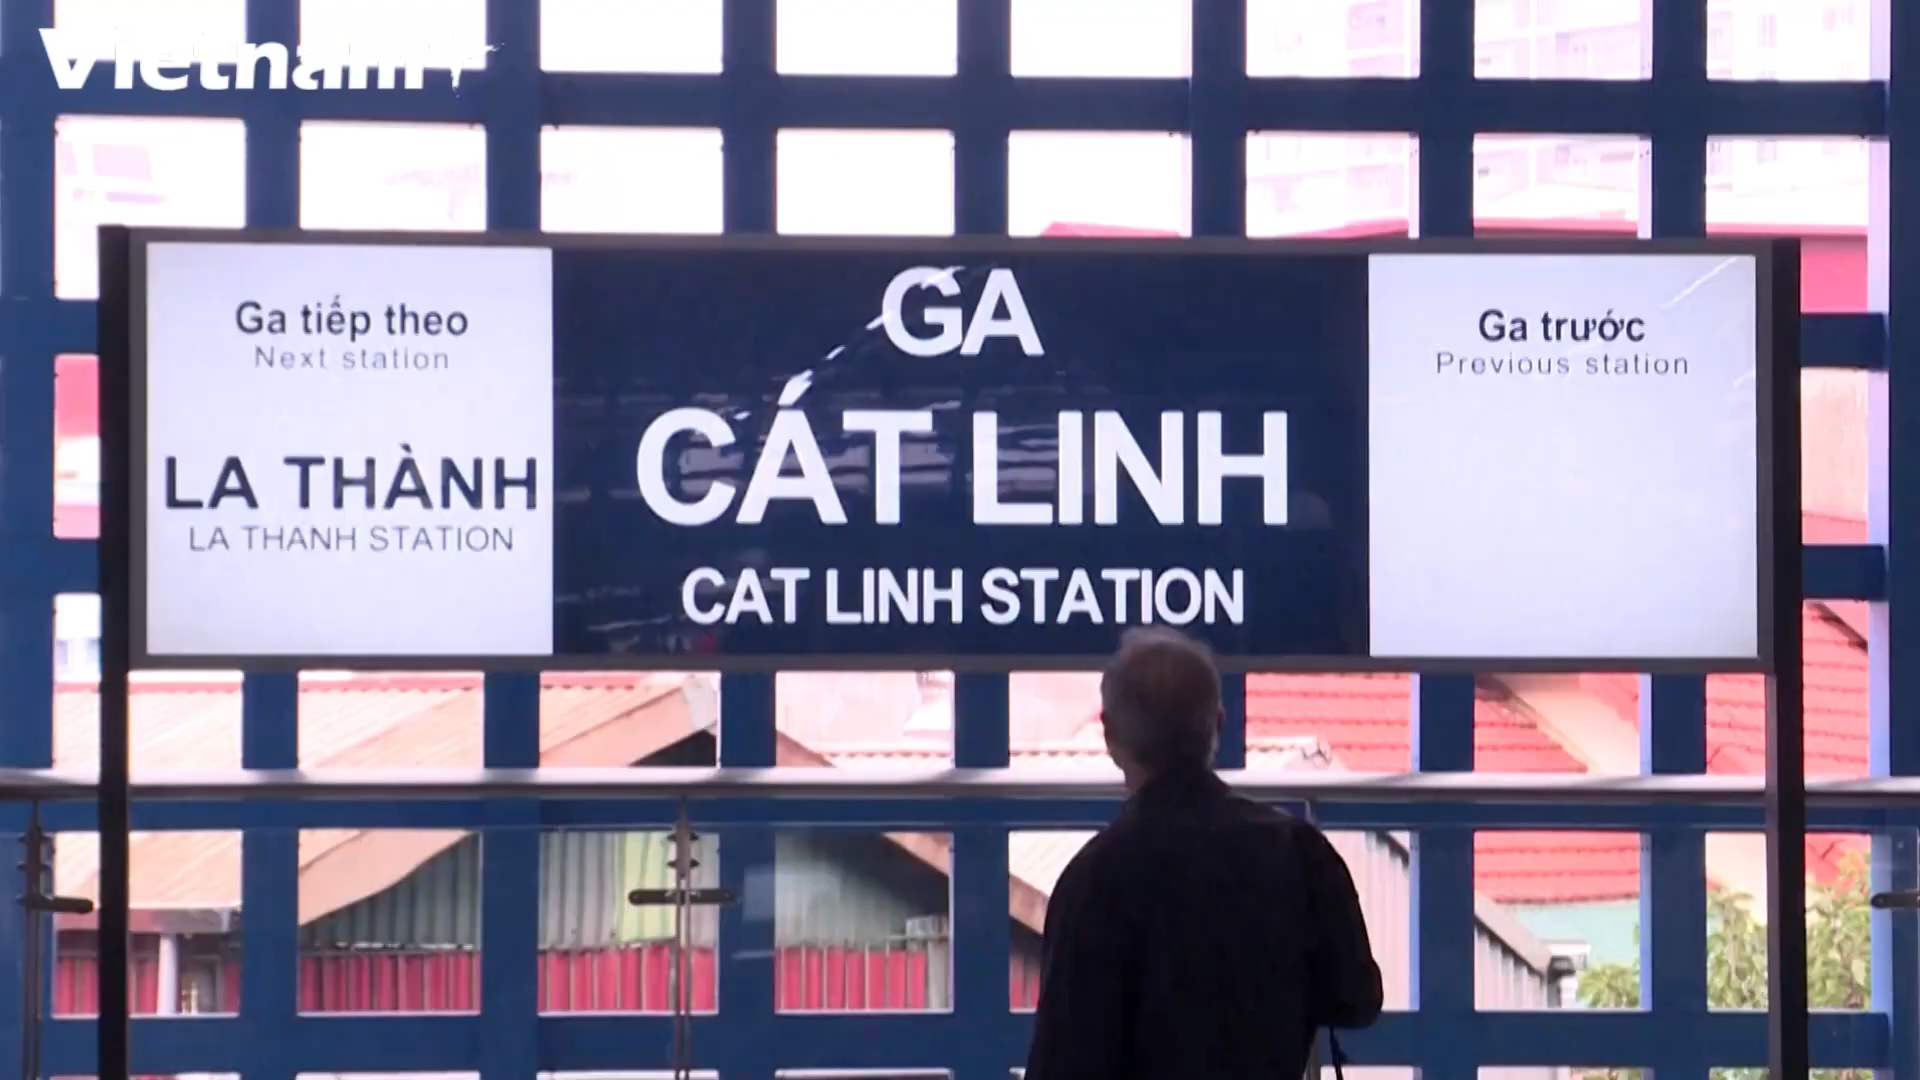 Vietnam+
Ga tiếp theo
Next station
LA THÀNH
LA THANH STATION
GA
CÁT LINH
CAT LINH STATION
Ga trước
Previous station